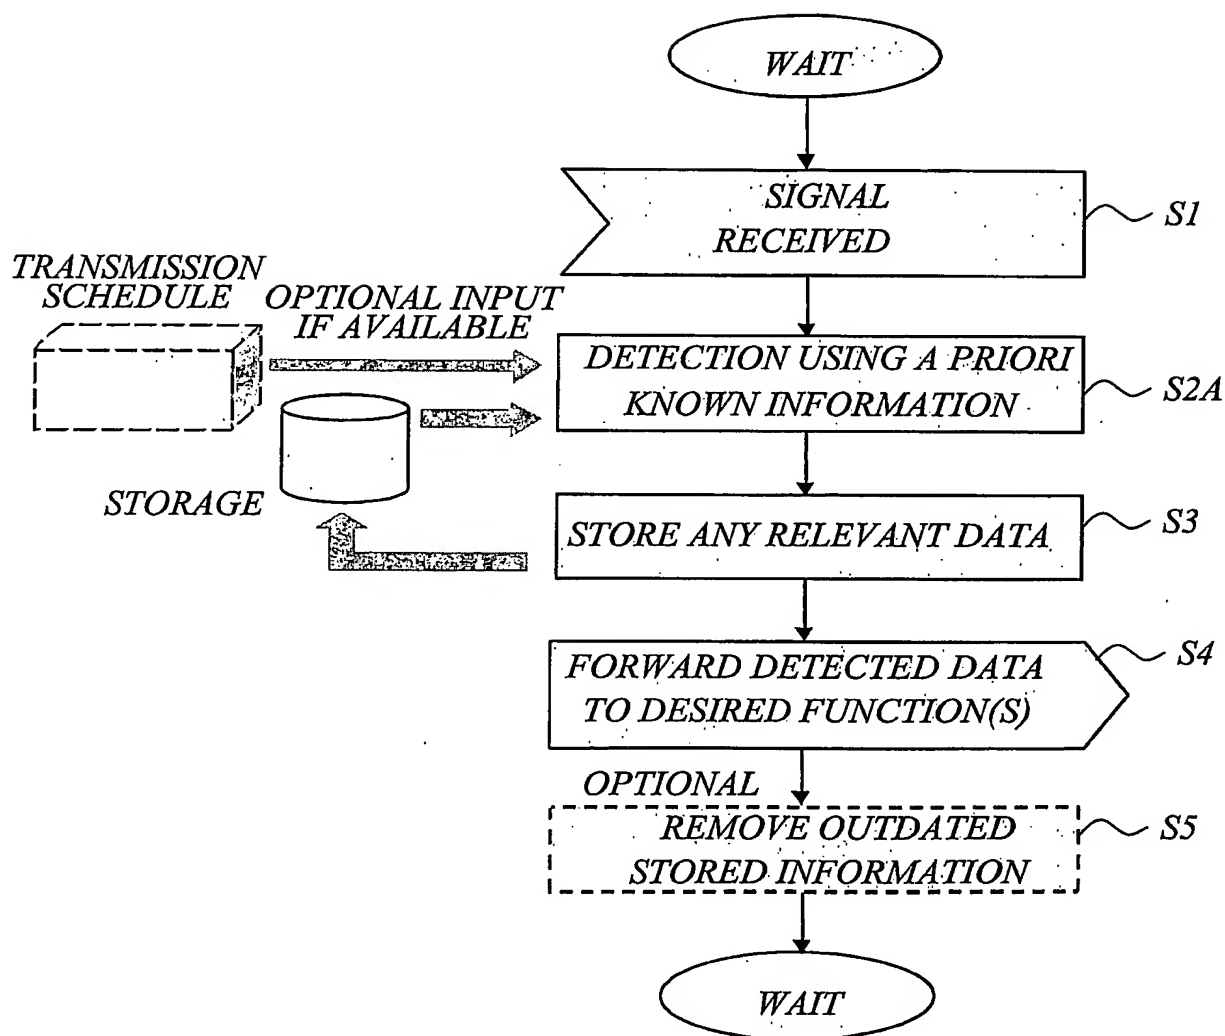 WAIT
SIGNAL
RECEIVED
S1
TRANSMISSION
SCHEDULE
OPTIONAL INPUT
IF AVAILABLE
DETECTION USING A PRIORI
KNOWN INFORMATION
S2A
STORAGE
STORE ANY RELEVANT DATA
S3
FORWARD DETECTED DATA
TO DESIRED FUNCTION(S)
S4
OPTIONAL
REMOVE OUTDATED
STORED INFORMATION
S5
WAIT